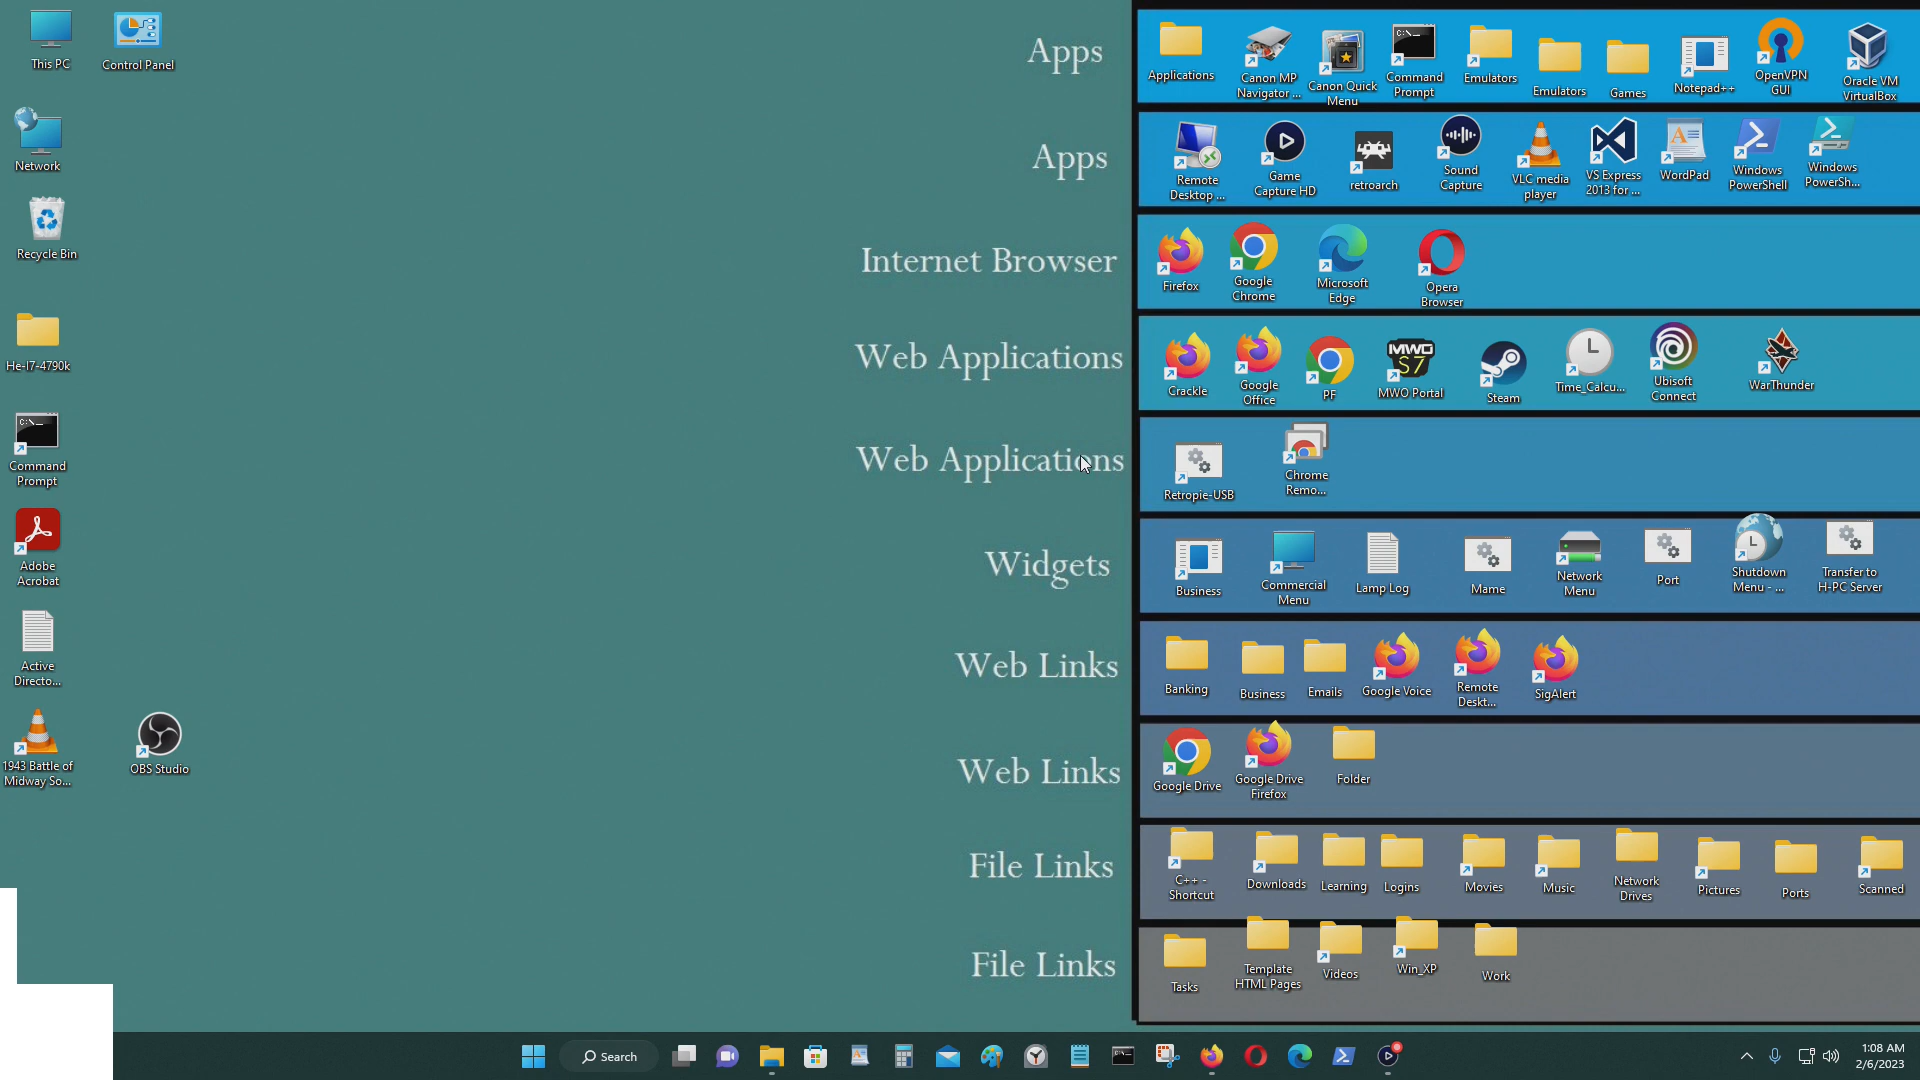 This PC
Control Panel
Network
Recycle Bin
He-I7-4790k
Command
Prompt
Adobe
Acrobat
Active
Directo...
1943 Battle of
Midway So...
OBS Studio
Apps
Applications
Canon MP
Navigator ...
Canon Quick
Menu
Command
Prompt
Emulators
Emulators
Games
Notepad++
OpenVPN
GUI
Oracle VM
VirtualBox
Apps
Remote
Desktop ...
Game
Capture HD
retroarch
Sound
Capture
VLC media
player
VS Express
2013 for ...
WordPad
Windows
PowerShell
Windows
PowerSh...
Internet Browser
Firefox
Google
Chrome
Microsoft
Edge
Opera
Browser
Web Applications
Crackle
Google
Office
PF
MWO
S7
MWO Portal
Steam
Time_Calcu...
Ubisoft
Connect
WarThunder
Web Applications
Retropie-USB
Chrome
Remo...
Widgets
Business
Commercial
Menu
Lamp Log
Mame
Network
Menu
Port
Shutdown
Menu - ...
Transfer to
H-PC Server
Web Links
Banking
Business
Emails
Google Voice
Remote
Deskt...
SigAlert
Web Links
Google Drive
Google Drive
Firefox
Folder
File Links
C++ -
Shortcut
Downloads
Learning
Logins
Movies
Music
Network
Drives
Pictures
Ports
Scanned
File Links
Tasks
Template
HTML Pages
Videos
Win_XP
Work
Search
1:08 AM
2/6/2023